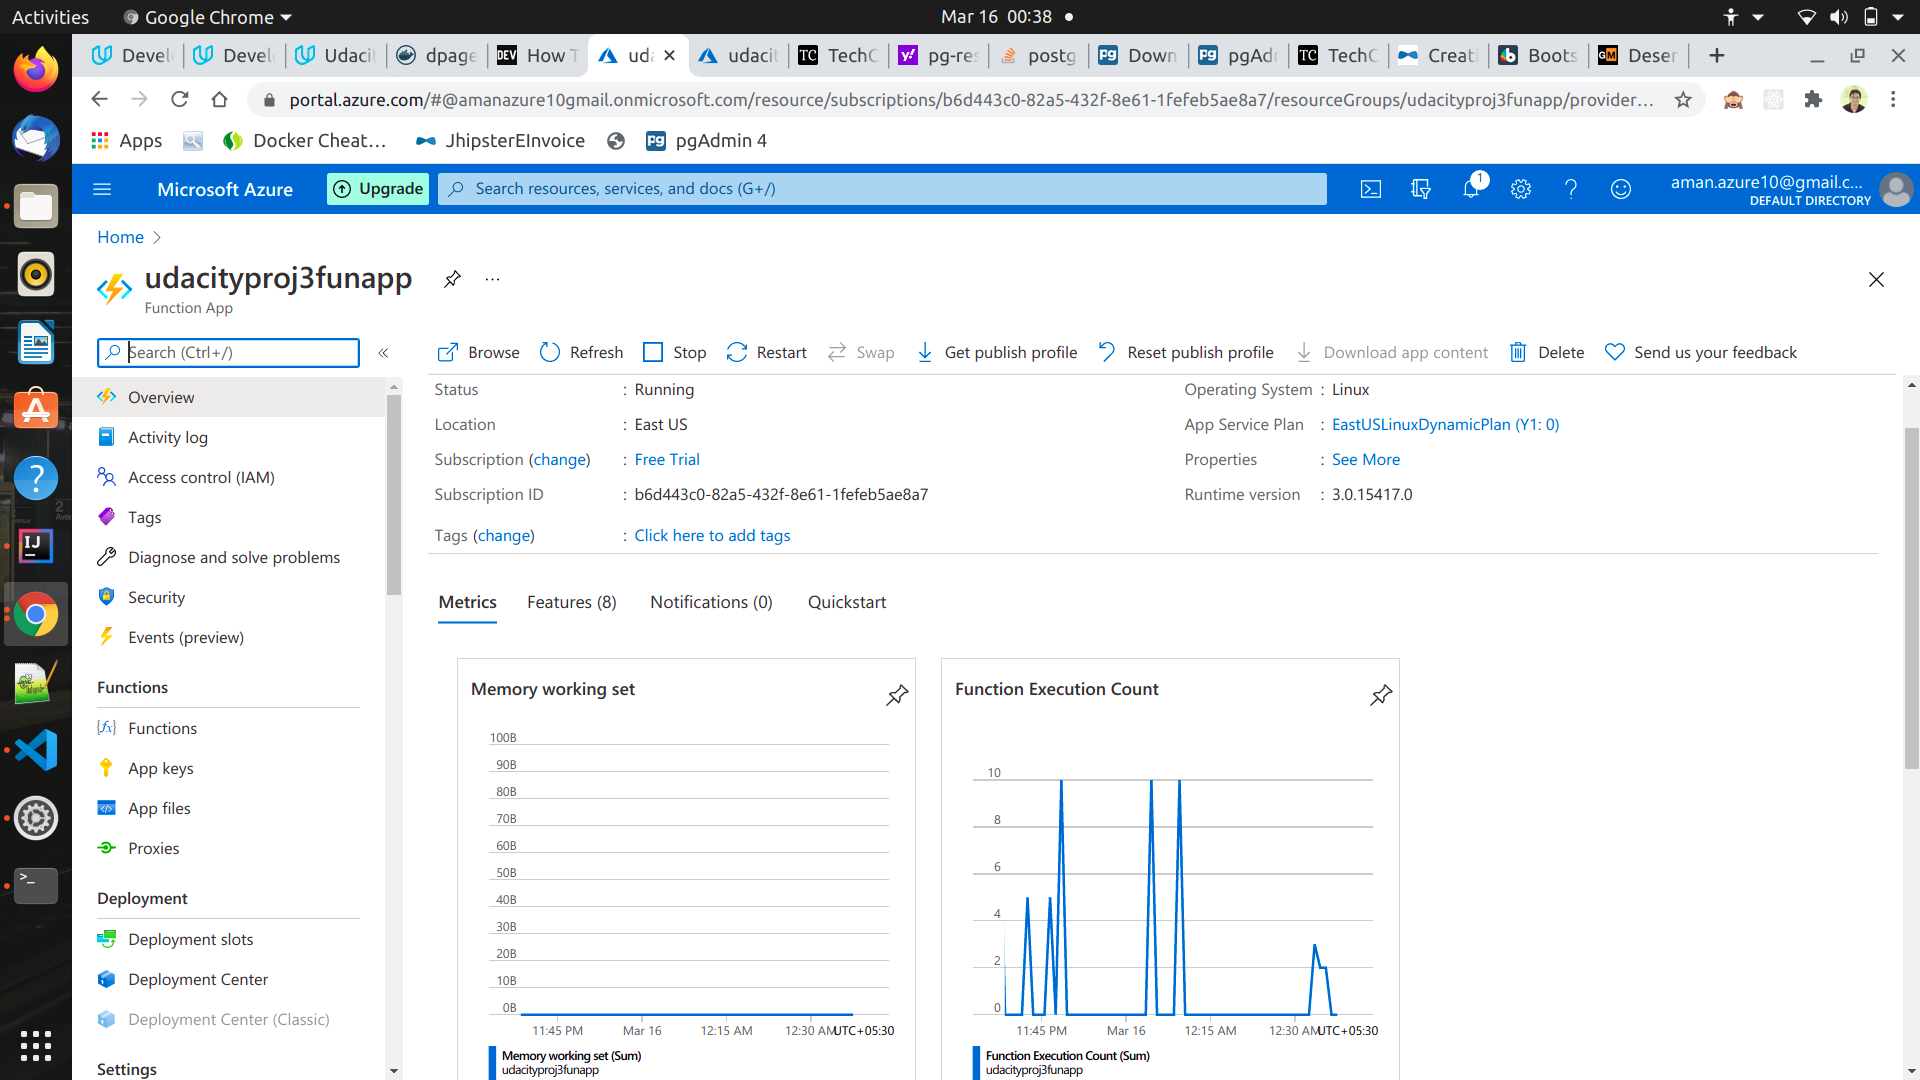 Activities
Google Chrome
Mar 16 00:38
Devel
Devel
Udaci
dpage
DEV How T
uda
udacit
TC TechC
pg-res
postg
Down
pgAdr
TC TechC
Creati
Boots
GM Deser
portal.azure.com/#@amanazure10gmail.onmicrosoft.com/resource/subscriptions/b6d443c0-82a5-432f-8e61-1fefeb5ae8a7/resourceGroups/udacityproj3funapp/provider...
Apps
Docker Cheat...
JhipsterEInvoice
pgAdmin 4
Microsoft Azure
Upgrade
Search resources, services, and docs (G+/)
1
aman.azure10@gmail.c...
DEFAULT DIRECTORY
Home
udacityproj3funapp
...
Function App
Search (Ctrl+/)
Browse
Refresh
Stop
Restart
Swap
Get publish profile
Reset publish profile
Download app content
Delete
Send us your feedback
Overview
Activity log
Access control (IAM)
Tags
Diagnose and solve problems
Security
Events (preview)
Functions
Functions
App keys
App files
Proxies
Deployment
Deployment slots
Deployment Center
Deployment Center (Classic)
Settings
Status : Running
Location : East US
Subscription (change) : Free Trial
Subscription ID : b6d443c0-82a5-432f-8e61-1fefeb5ae8a7
Tags (change) : Click here to add tags
Operating System : Linux
App Service Plan : EastUSLinuxDynamicPlan (Y1: 0)
Properties : See More
Runtime version : 3.0.15417.0
Metrics
Features (8)
Notifications (0)
Quickstart
Memory working set
100B
90B
80B
70B
60B
50B
40B
30B
20B
10B
0B
11:45 PM Mar 16 12:15 AM 12:30 AM UTC+05:30
Memory working set (Sum)
udacityproj3funapp
Function Execution Count
10
8
6
4
2
0
11:45 PM Mar 16 12:15 AM 12:30 AM UTC+05:30
Function Execution Count (Sum)
udacityproj3funapp